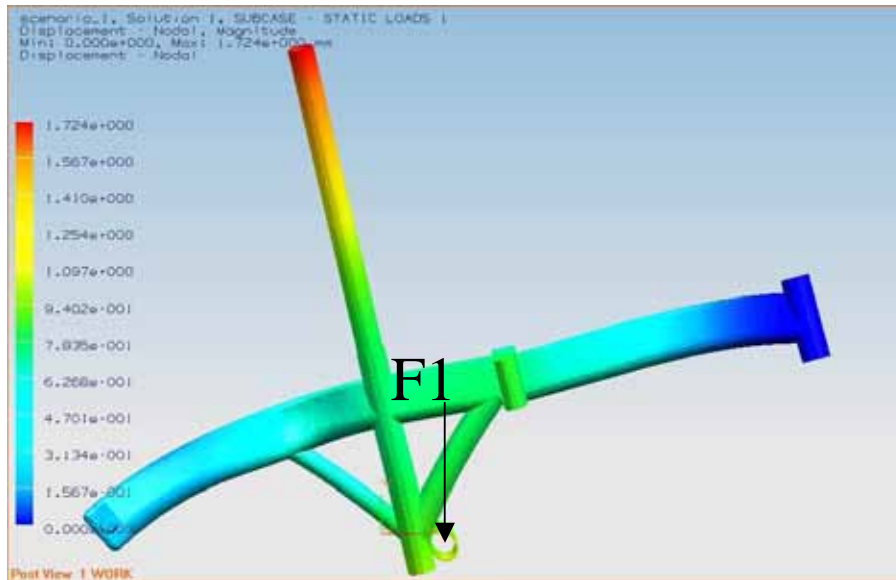 scenario_1, Solution 1, SUBCASE - STATIC LOADS 1
Displacement - Nodal, Magnitude
Min: 0.000e+000, Max: 1.724e+000 mm
Displacement - Nodal
1.724e+000
1.567e+000
1.410e+000
1.254e+000
1.097e+000
9.402e-001
7.835e-001
6.268e-001
4.701e-001
3.134e-001
1.567e-001
0.000e+000
F1
Post View 1 WORK